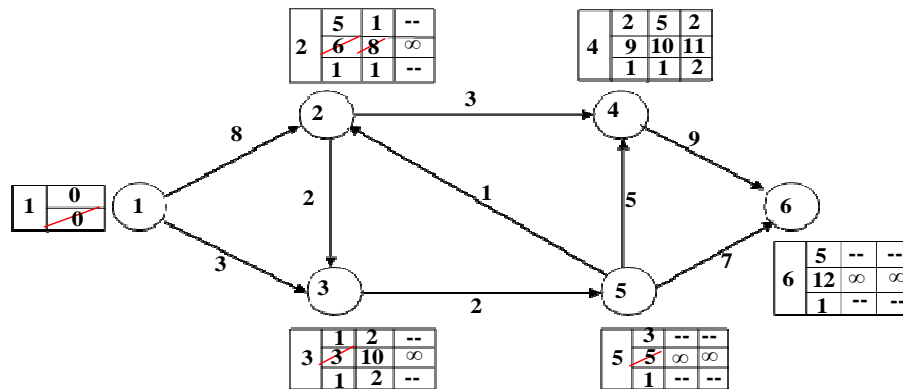 2 5 1 --
6 8 ∞
1 1 --
4 2 5 2
9 10 11
1 1 2
2
3
4
8
9
2
1
5
1 0
0
1
6
3
7
3
2
5
6 5 -- --
12 ∞ ∞
1 -- --
3 1 2 --
3 10 ∞
1 2 --
5 3 -- --
5 ∞ ∞
1 -- --